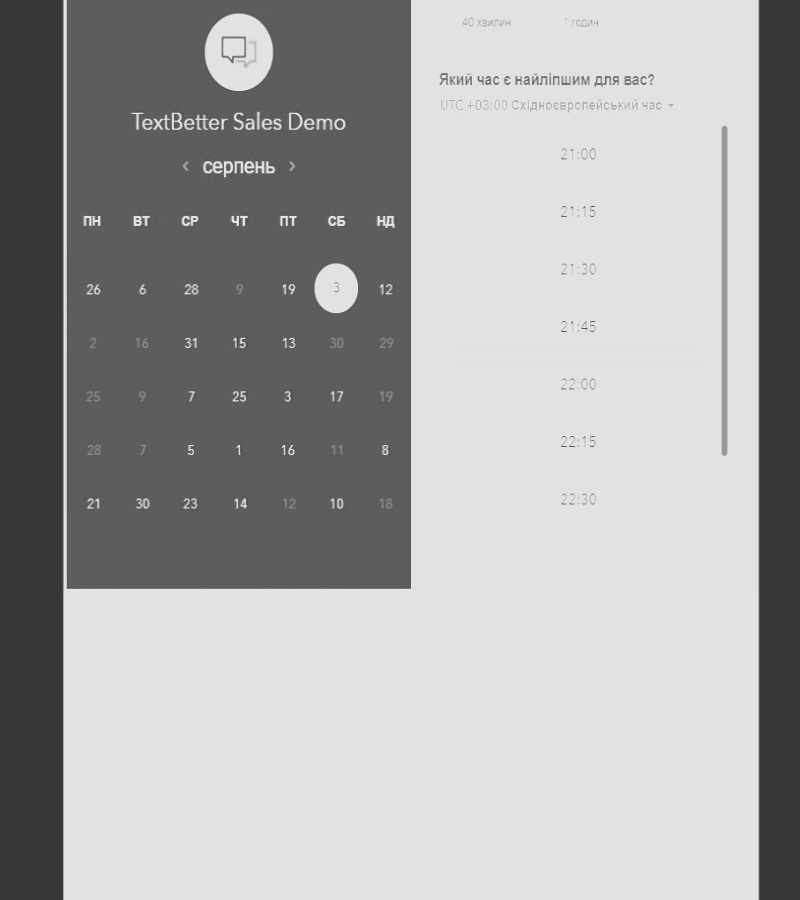 TextBetter Sales Demo
серпень
ПН ВТ СР ЧТ ПТ СБ НД
26 6 28 9 19 3 12
2 16 31 15 13 30 29
25 9 7 25 3 17 19
28 7 5 1 16 11 8
21 30 23 14 12 10 18
40 хвилин 1 годин
Який час є найліпшим для вас?
UTC +03:00 Східноєвропейський час
21:00
21:15
21:30
21:45
22:00
22:15
22:30